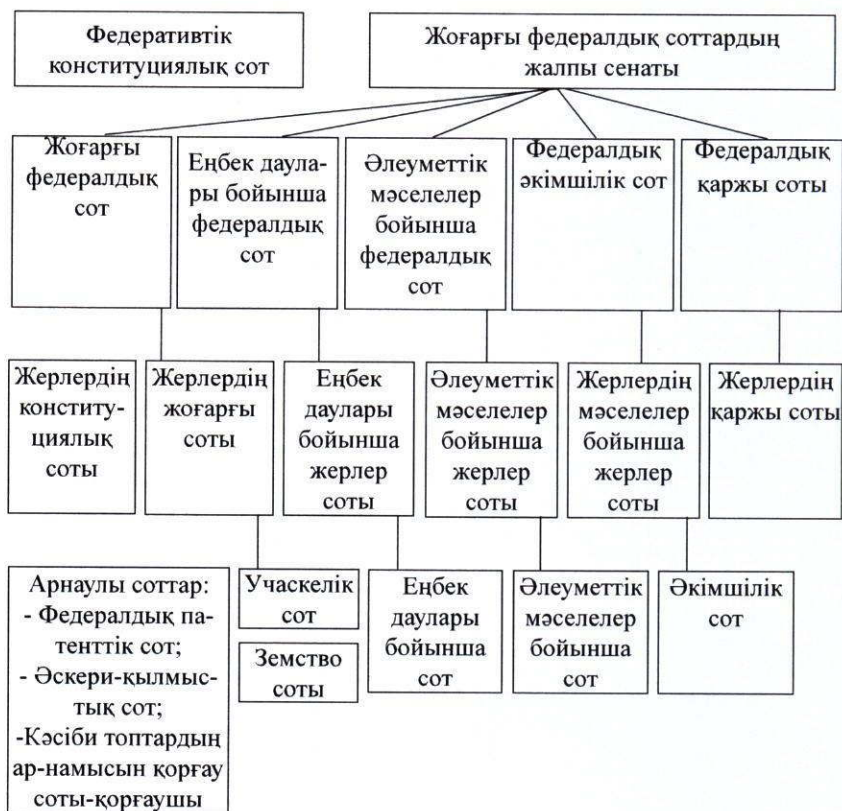 Федеративтік
конституциялық сот
Жоғарғы федералдық соттардың
жалпы сенаты
Жоғарғы
федералдық
сот
Еңбек даула-
ры бойынша
федералдық
сот
Әлеуметтік
мәселелер
бойынша
федералдық
сот
Федералдық
әкімшілік сот
Федералдық
қаржы соты
Жерлердің
конститу-
циялық
соты
Жерлердің
жоғарғы
соты
Еңбек
даулары
бойынша
жерлер
соты
Әлеуметтік
мәселелер
бойынша
жерлер
соты
Жерлердің
мәселелер
бойынша
жерлер
соты
Жерлердің
қаржы соты
Арнаулы соттар:
- Федералдық па-
тенттік сот;
- Әскери-қылмыс-
тық сот;
-Кәсіби топтардың
ар-намысын қорғау
соты-қорғаушы
Учаскелік
сот
Земство
соты
Еңбек
даулары
бойынша
сот
Әлеуметтік
мәселелер
бойынша
сот
Әкімшілік
сот